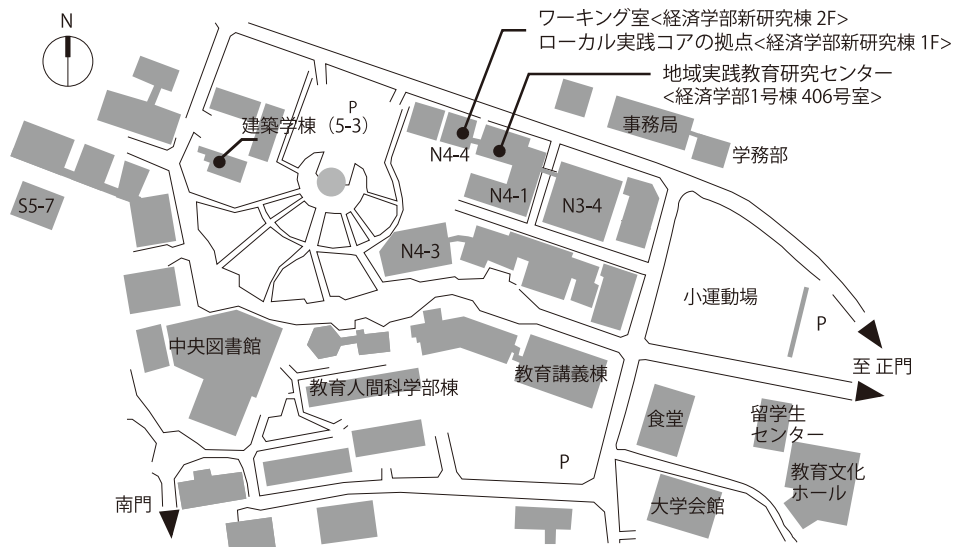 N
ワーキング室<経済学部新研究棟 2F>
ローカル実践コアの拠点<経済学部新研究棟 1F>
地域実践教育研究センター
<経済学部1号棟 406号室>
P
建築学棟（5-3）
事務局
学務部
N4-4
N4-1
N3-4
S5-7
N4-3
小運動場
P
至 正門
中央図書館
教育人間科学部棟
教育講義棟
食堂
留学生
センター
P
教育文化
ホール
大学会館
南門